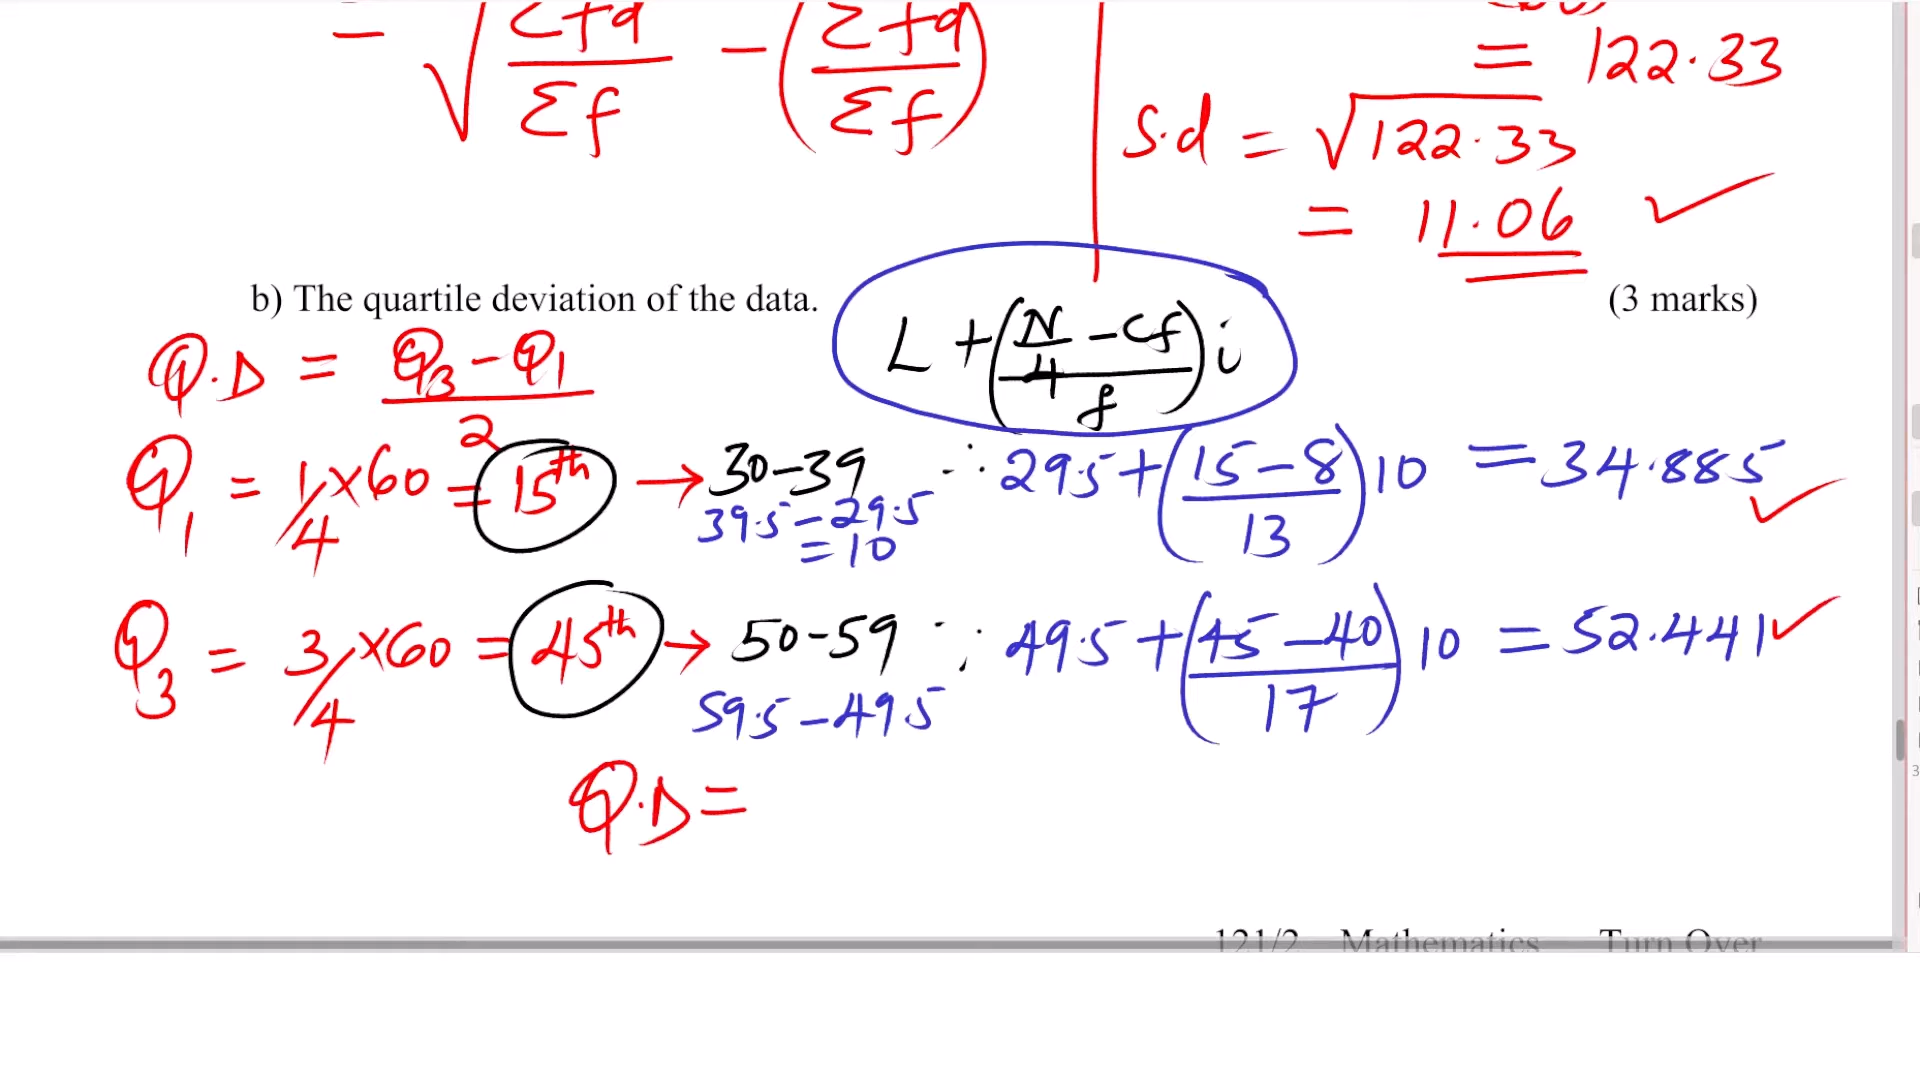 = √(Σfd/Σf) − (Σfd/Σf)
= 122.33
S.d = √122.33
= 11.06 ✓
b) The quartile deviation of the data. L + ((N/4 − Cf)/f) i (3 marks)
Q.D = (Q3 − Q1)/2
Q1 = 1/4 × 60 = 15th → 30–39 ∴ 29.5 + ((15 − 8)/13) 10 = 34.885 ✓
39.5 – 29.5
= 10
Q3 = 3/4 × 60 = 45th → 50–59 ∴ 49.5 + ((45 − 40)/17) 10 = 52.441 ✓
59.5 – 49.5
Q.D =
121/2 Mathematics Turn Over
3